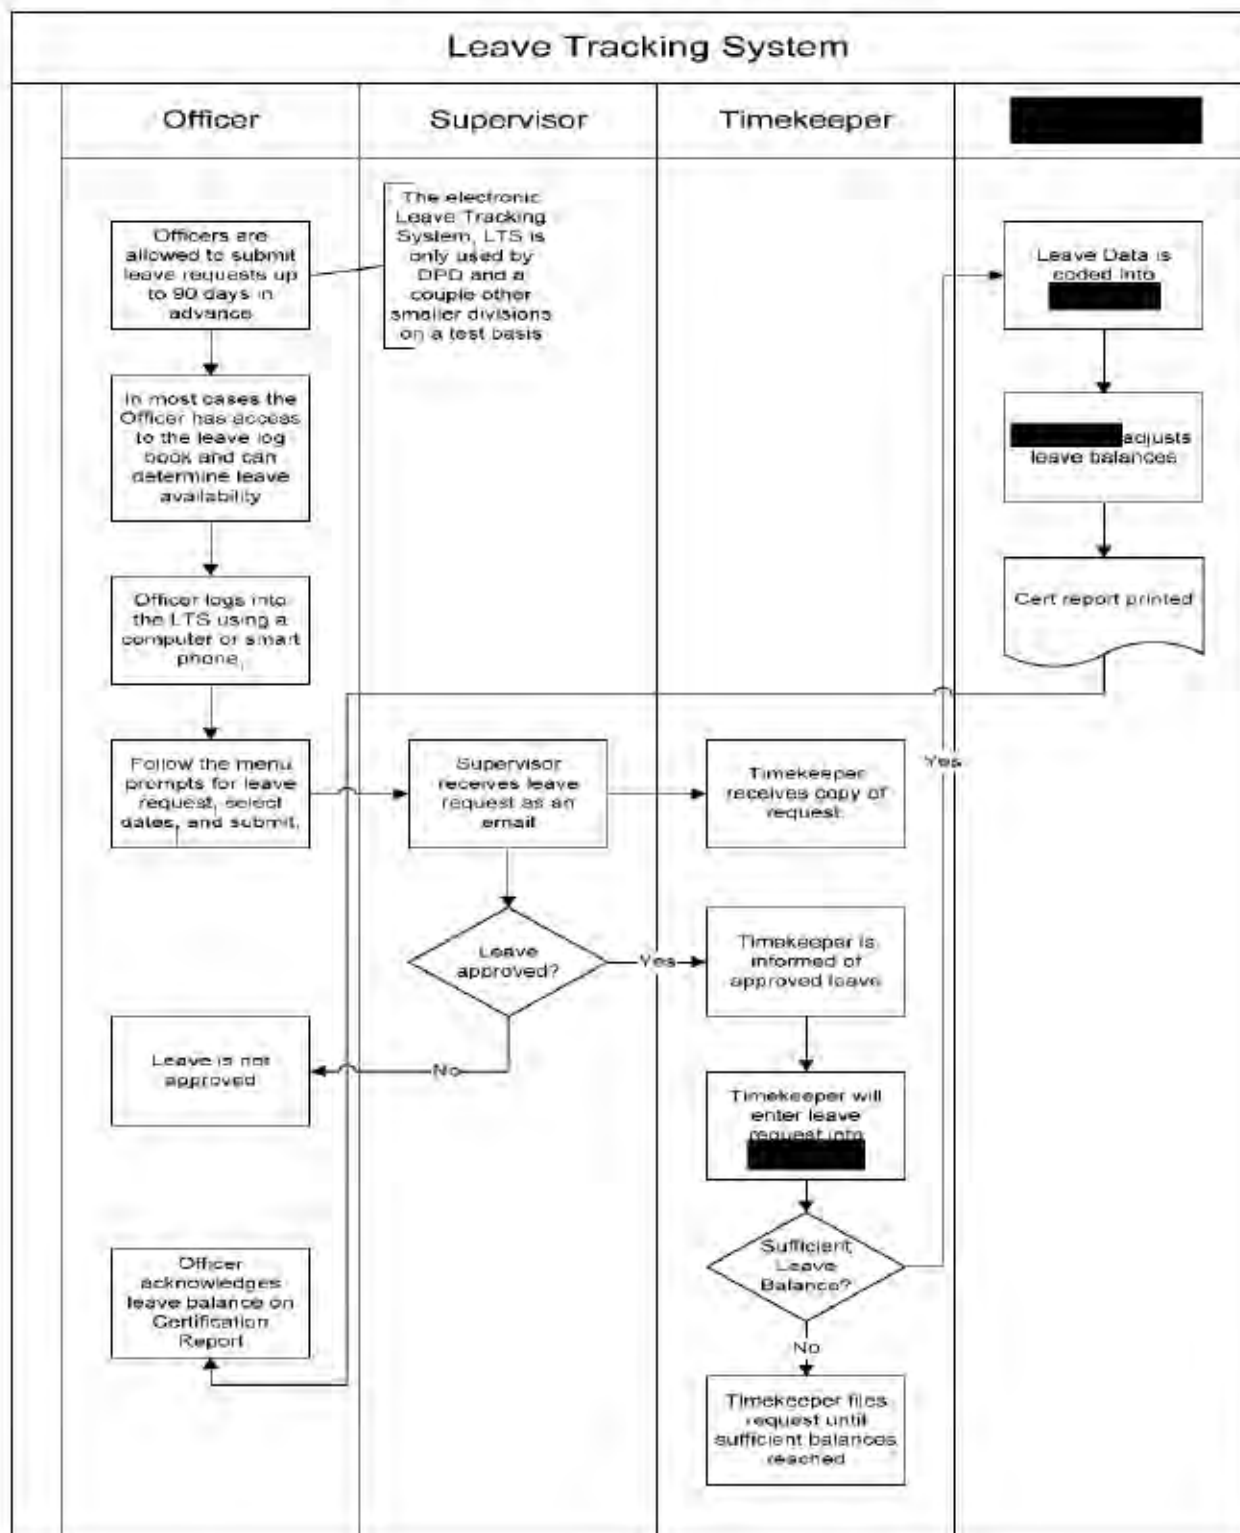 Leave Tracking System
Officer
Supervisor
Timekeeper
Officers are
allowed to submit
leave requests up
to 90 days in
advance
The electronic
Leave Tracking
System, LTS is
only used by
DPD and a
couple other
smaller divisions
on a test basis
Leave Data is
coded into
In most cases the
Officer has access
to the leave log
book and can
determine leave
availability
adjusts
leave balances
Officer logs into
the LTS using a
computer or smart
phone.
Cert report printed
Follow the menu
prompts for leave
request, select
dates, and submit.
Supervisor
receives leave
request as an
email
Timekeeper
receives copy of
request.
Yes
Leave
approved?
Yes
Timekeeper is
informed of
approved leave
Leave is not
approved
No
Timekeeper will
enter leave
request into
Sufficient
Leave
Balance?
Officer
acknowledges
leave balance on
Certification
Report
No
Timekeeper files
request until
sufficient balances
reached